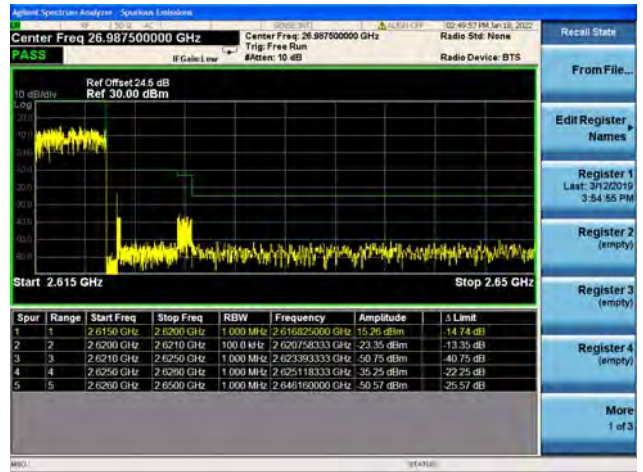 Agilent Spectrum Analyzer - Spurious Emissions
RF 50 Ω AC SENSE:INT ALIGN OFF 02:49:57 PM Jan 18, 2022
Center Freq 26.987500000 GHz
Center Freq: 26.987500000 GHz
Radio Std: None
Trig: Free Run
PASS
IFGain:Low
#Atten: 10 dB
Radio Device: BTS
Ref Offset 24.5 dB
10 dB/div Ref 30.00 dBm
Log
Start 2.615 GHz
Stop 2.65 GHz
Spur Range Start Freq Stop Freq RBW Frequency Amplitude Δ Limit
1 1 2.6150 GHz 2.6200 GHz 1.000 MHz 2.616825000 GHz 15.26 dBm -14.74 dB
2 2 2.6200 GHz 2.6210 GHz 100.0 kHz 2.620758333 GHz -23.35 dBm -13.35 dB
3 3 2.6210 GHz 2.6250 GHz 1.000 MHz 2.623393333 GHz -50.75 dBm -40.75 dB
4 4 2.6250 GHz 2.6260 GHz 1.000 MHz 2.625118333 GHz -35.25 dBm -22.25 dB
5 5 2.6260 GHz 2.6500 GHz 1.000 MHz 2.646160000 GHz -50.57 dBm -25.57 dB
MSG
STATUS
Recall State
From File...
Edit Register
Names
Register 1
Last: 3/12/2019
3:54:55 PM
Register 2
(empty)
Register 3
(empty)
Register 4
(empty)
More
1 of 3